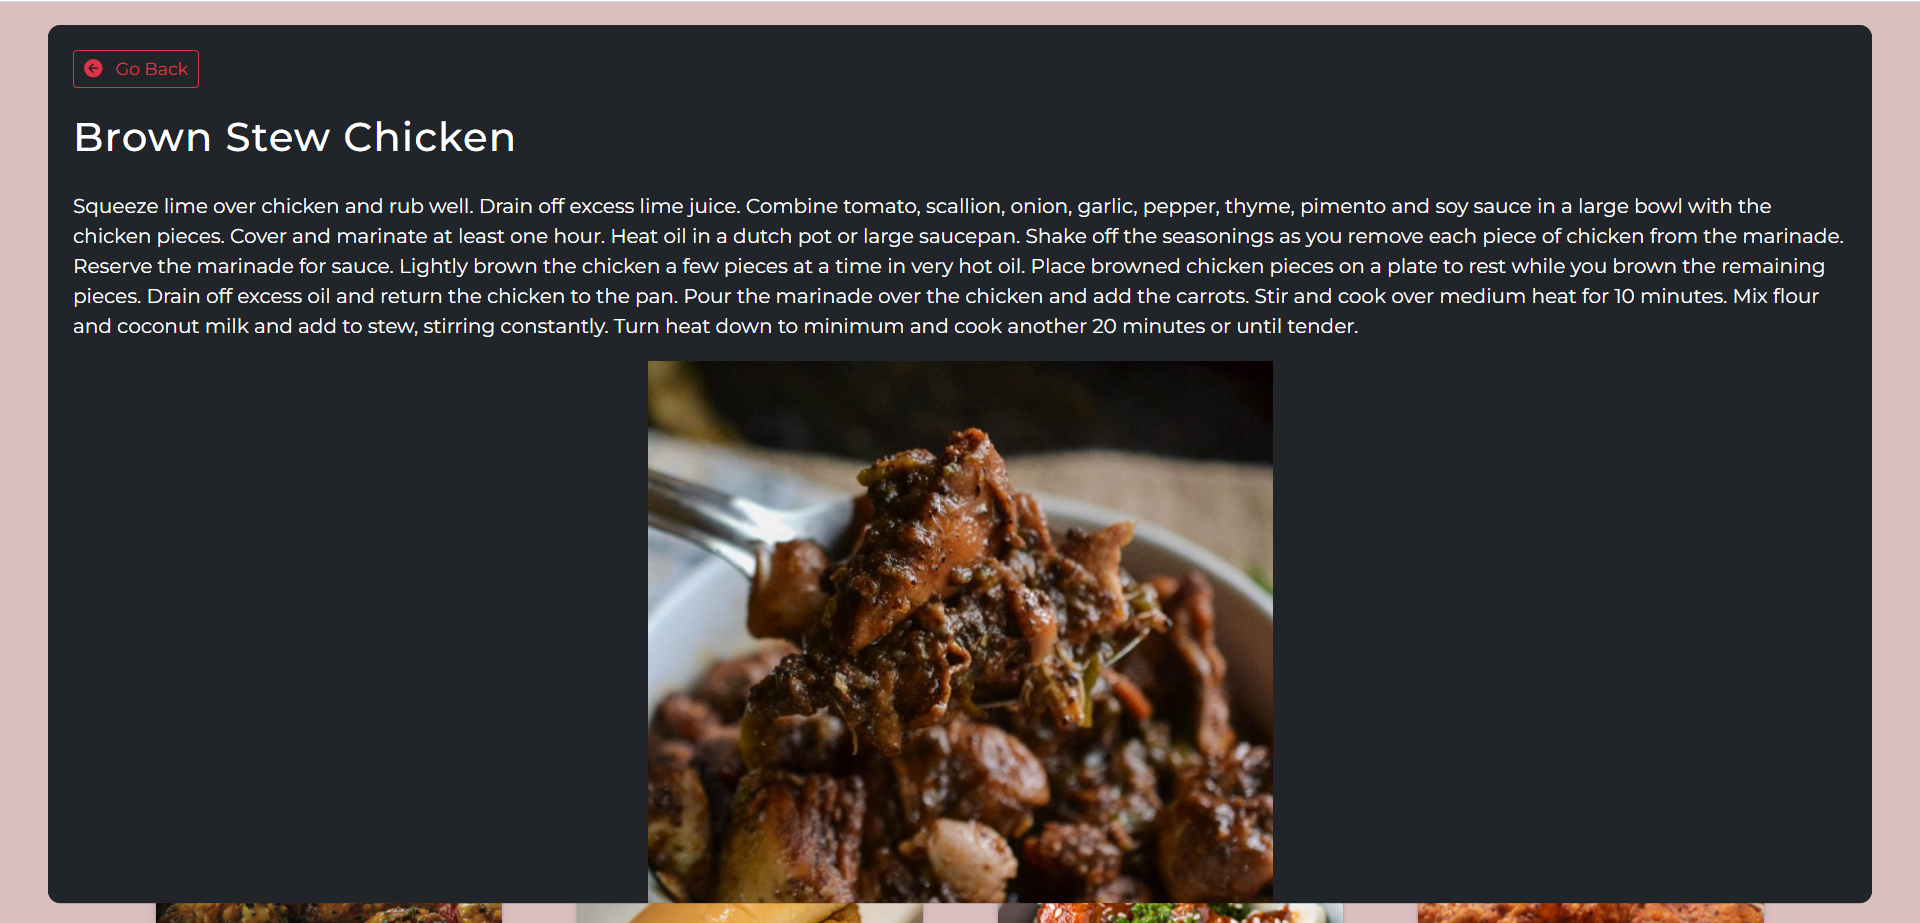 Go Back
Brown Stew Chicken
Squeeze lime over chicken and rub well. Drain off excess lime juice. Combine tomato, scallion, onion, garlic, pepper, thyme, pimento and soy sauce in a large bowl with the
chicken pieces. Cover and marinate at least one hour. Heat oil in a dutch pot or large saucepan. Shake off the seasonings as you remove each piece of chicken from the marinade.
Reserve the marinade for sauce. Lightly brown the chicken a few pieces at a time in very hot oil. Place browned chicken pieces on a plate to rest while you brown the remaining
pieces. Drain off excess oil and return the chicken to the pan. Pour the marinade over the chicken and add the carrots. Stir and cook over medium heat for 10 minutes. Mix flour
and coconut milk and add to stew, stirring constantly. Turn heat down to minimum and cook another 20 minutes or until tender.